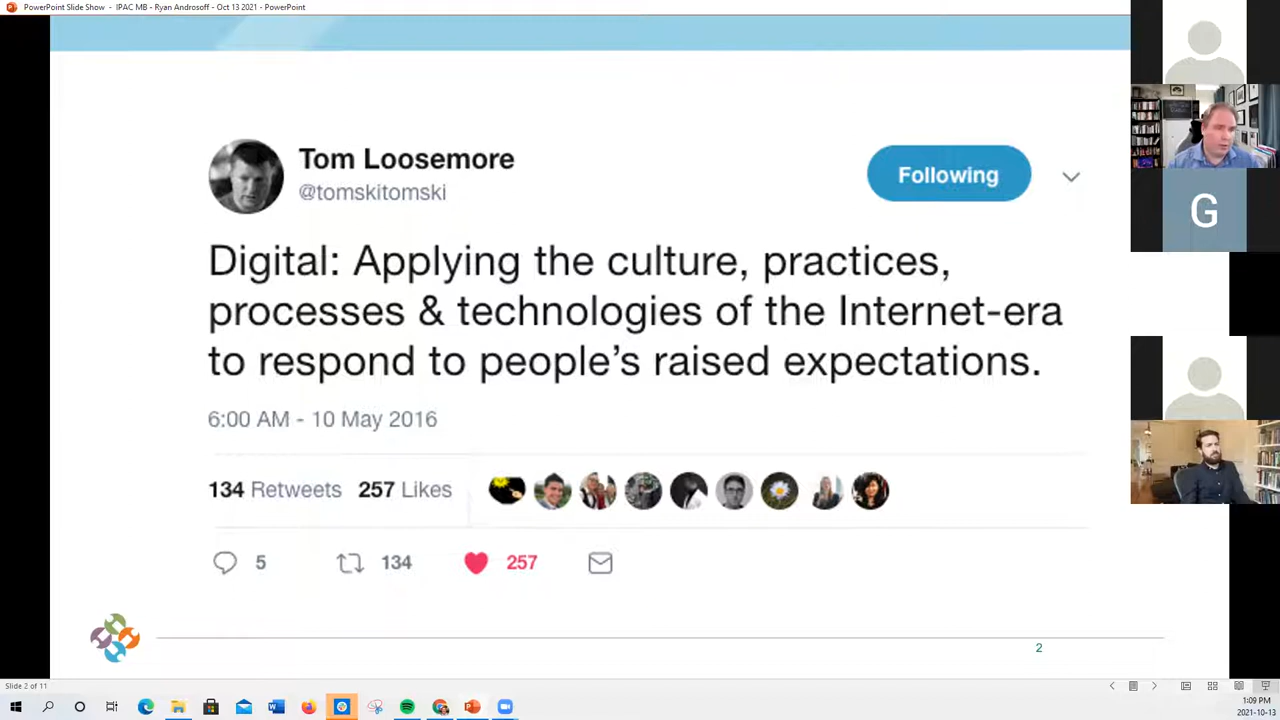 PowerPoint Slide Show - IPAC MB - Ryan Androsoff - Oct 13 2021 - PowerPoint
Tom Loosemore
@tomskitomski
Following
Digital: Applying the culture, practices,
processes & technologies of the Internet-era
to respond to people’s raised expectations.
6:00 AM - 10 May 2016
134 Retweets 257 Likes
5 134 257
2
G
Slide 2 of 11
1:09 PM
2021-10-13